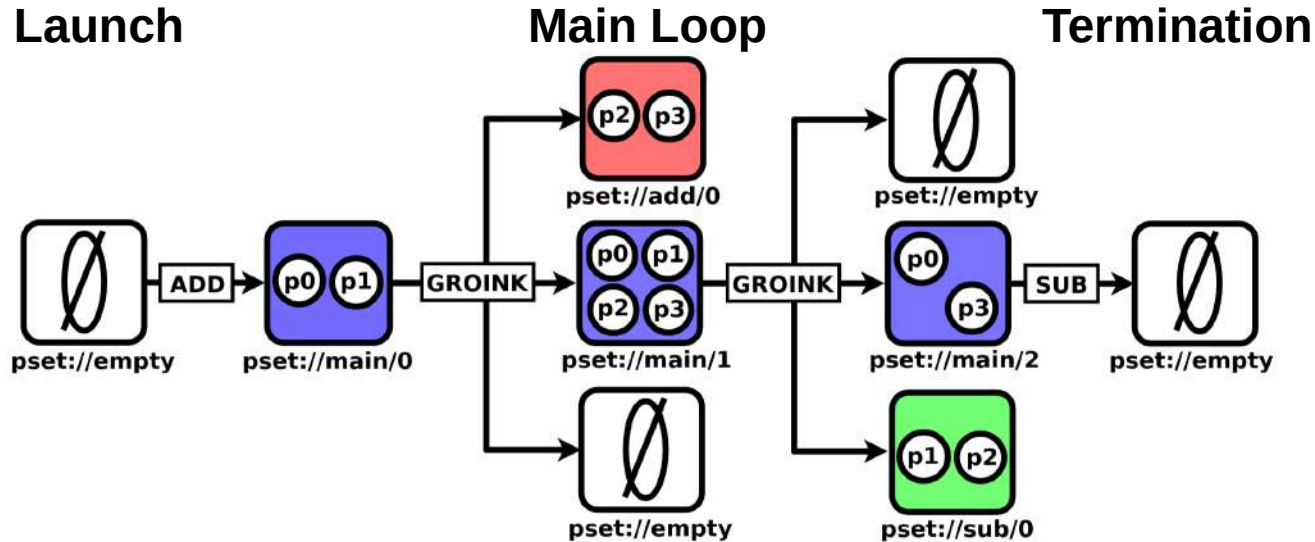 Launch
Main Loop
Termination
p2 p3
pset://add/0
pset://empty
ADD
p0 p1
GROINK
p0 p1
p2 p3
GROINK
p0
p3
SUB
pset://empty
pset://main/0
pset://main/1
pset://main/2
pset://empty
p1 p2
pset://empty
pset://sub/0